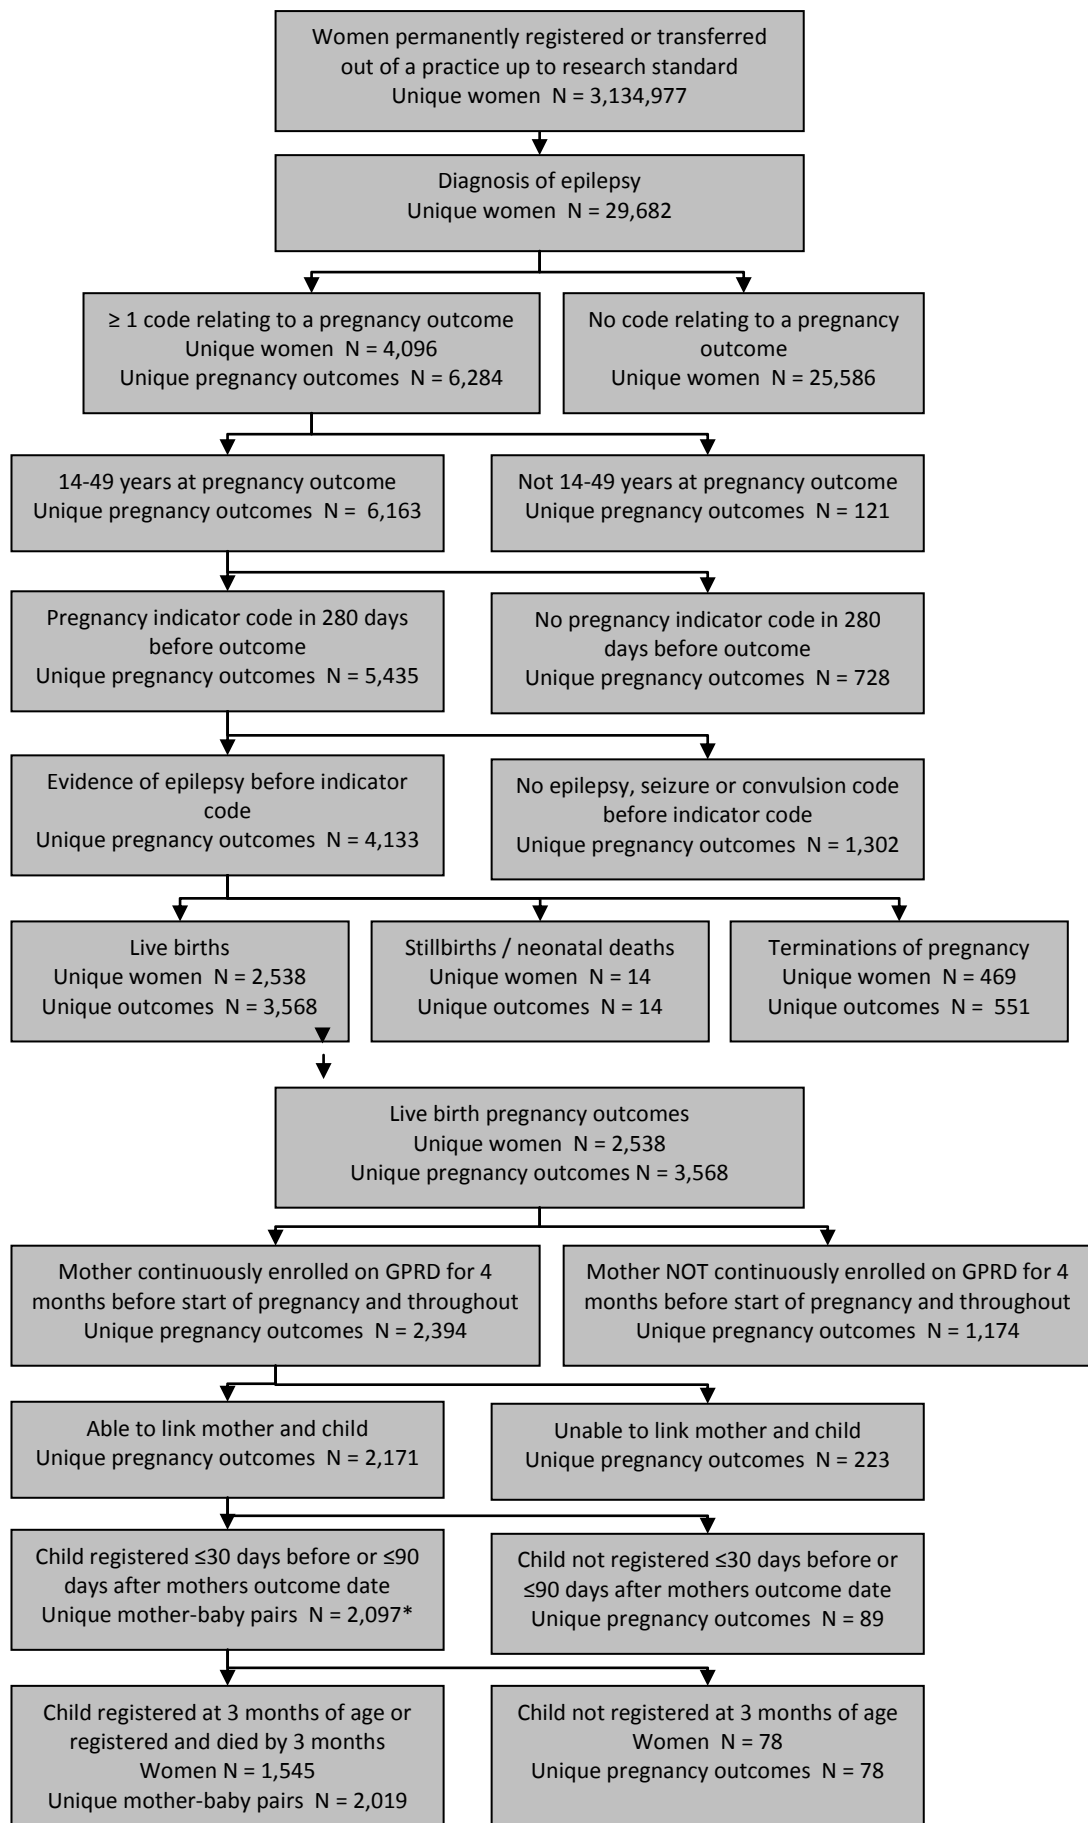 Women permanently registered or transferred
out of a practice up to research standard
Unique women N = 3,134,977
Diagnosis of epilepsy
Unique women N = 29,682
≥ 1 code relating to a pregnancy outcome
Unique women N = 4,096
Unique pregnancy outcomes N = 6,284
No code relating to a pregnancy
outcome
Unique women N = 25,586
14-49 years at pregnancy outcome
Unique pregnancy outcomes N = 6,163
Not 14-49 years at pregnancy outcome
Unique pregnancy outcomes N = 121
Pregnancy indicator code in 280 days
before outcome
Unique pregnancy outcomes N = 5,435
No pregnancy indicator code in 280
days before outcome
Unique pregnancy outcomes N = 728
Evidence of epilepsy before indicator
code
Unique pregnancy outcomes N = 4,133
No epilepsy, seizure or convulsion code
before indicator code
Unique pregnancy outcomes N = 1,302
Live births
Unique women N = 2,538
Unique outcomes N = 3,568
Stillbirths / neonatal deaths
Unique women N = 14
Unique outcomes N = 14
Terminations of pregnancy
Unique women N = 469
Unique outcomes N = 551
Live birth pregnancy outcomes
Unique women N = 2,538
Unique pregnancy outcomes N = 3,568
Mother continuously enrolled on GPRD for 4
months before start of pregnancy and throughout
Unique pregnancy outcomes N = 2,394
Mother NOT continuously enrolled on GPRD for 4
months before start of pregnancy and throughout
Unique pregnancy outcomes N = 1,174
Able to link mother and child
Unique pregnancy outcomes N = 2,171
Unable to link mother and child
Unique pregnancy outcomes N = 223
Child registered ≤30 days before or ≤90
days after mothers outcome date
Unique mother-baby pairs N = 2,097*
Child not registered ≤30 days before or
≤90 days after mothers outcome date
Unique pregnancy outcomes N = 89
Child registered at 3 months of age or
registered and died by 3 months
Women N = 1,545
Unique mother-baby pairs N = 2,019
Child not registered at 3 months of age
Women N = 78
Unique pregnancy outcomes N = 78